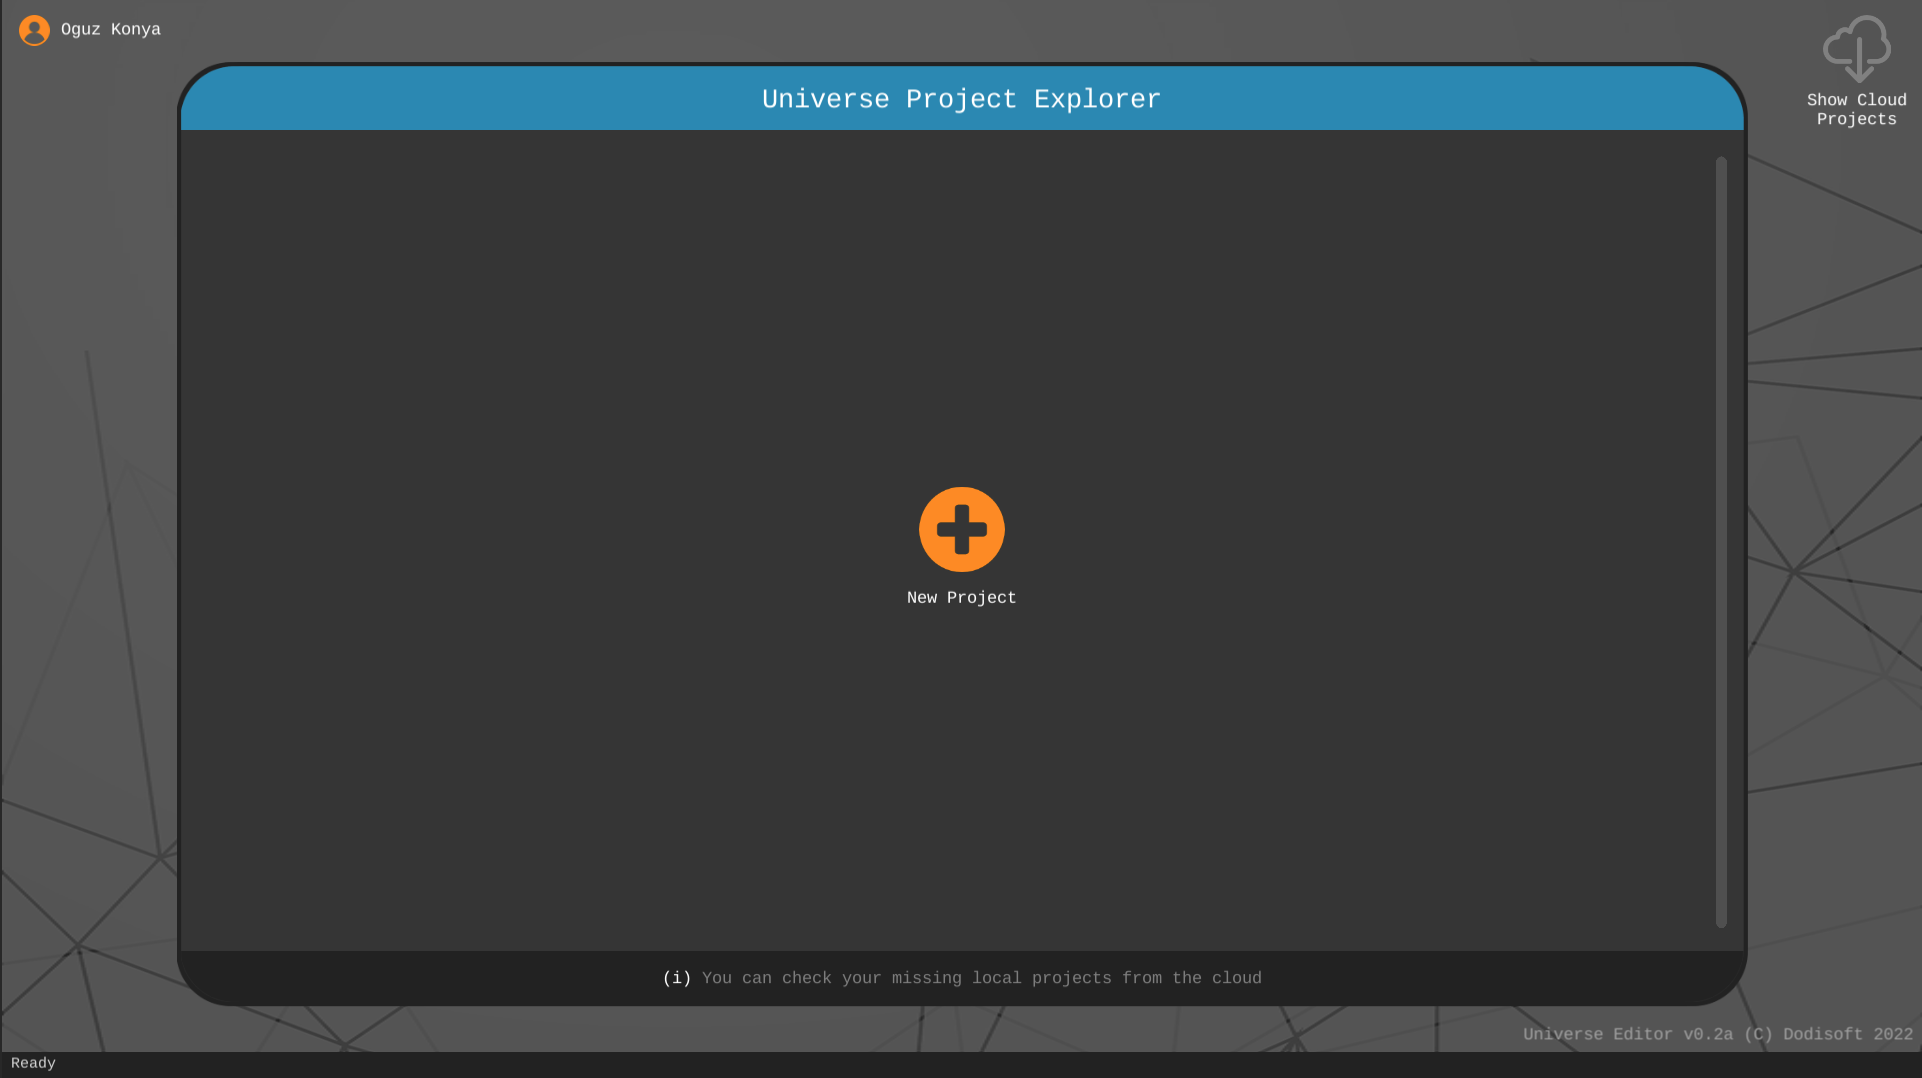 Oguz Konya
Universe Project Explorer
Show Cloud
Projects
New Project
(i) You can check your missing local projects from the cloud
Universe Editor v0.2a (C) Dodisoft 2022
Ready